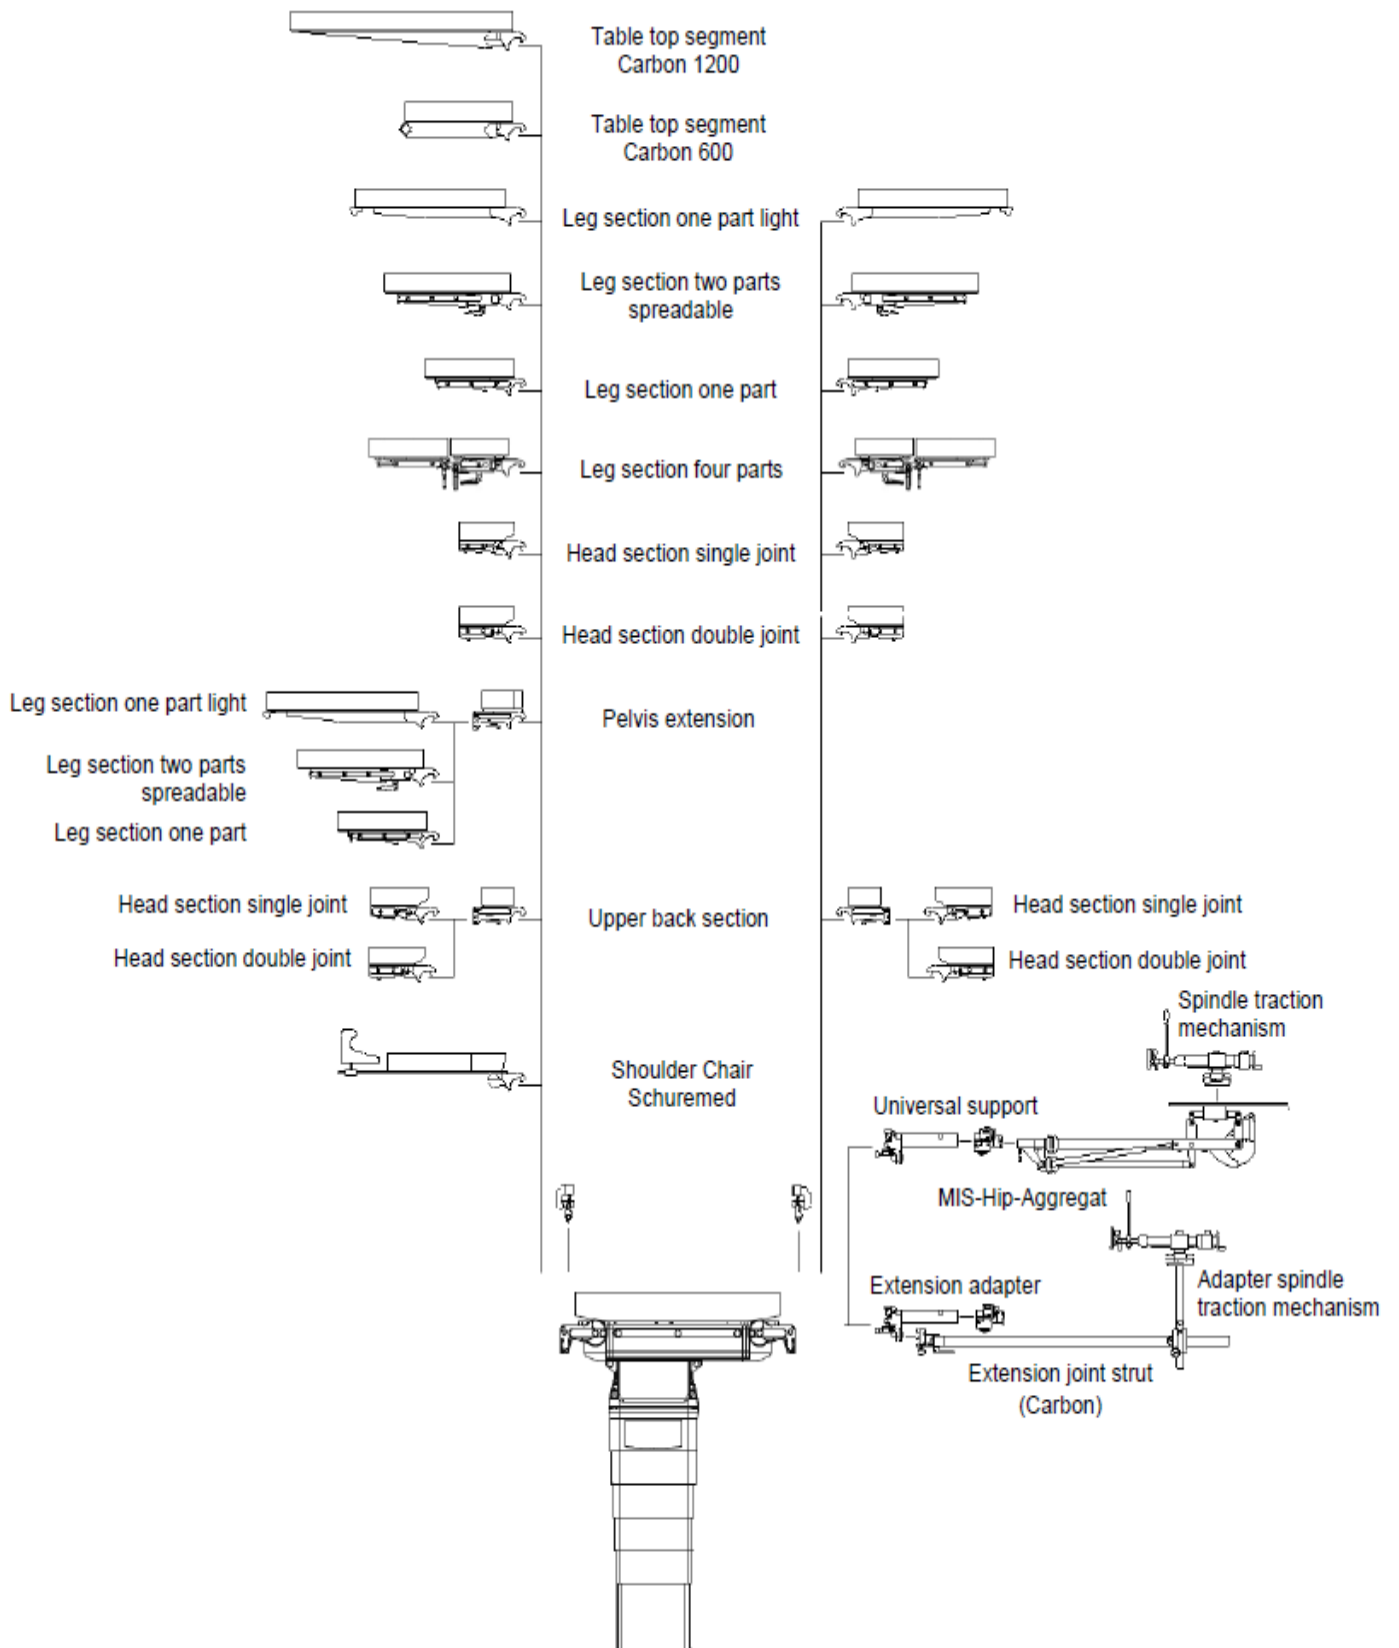 Table top segment
Carbon 1200
Table top segment
Carbon 600
Leg section one part light
Leg section two parts
spreadable
Leg section one part
Leg section four parts
Head section single joint
Head section double joint
Leg section one part light
Pelvis extension
Leg section two parts
spreadable
Leg section one part
Head section single joint
Upper back section
Head section single joint
Head section double joint
Head section double joint
Spindle traction
mechanism
Shoulder Chair
Schuremed
Universal support
MIS-Hip-Aggregat
Extension adapter
Adapter spindle
traction mechanism
Extension joint strut
(Carbon)